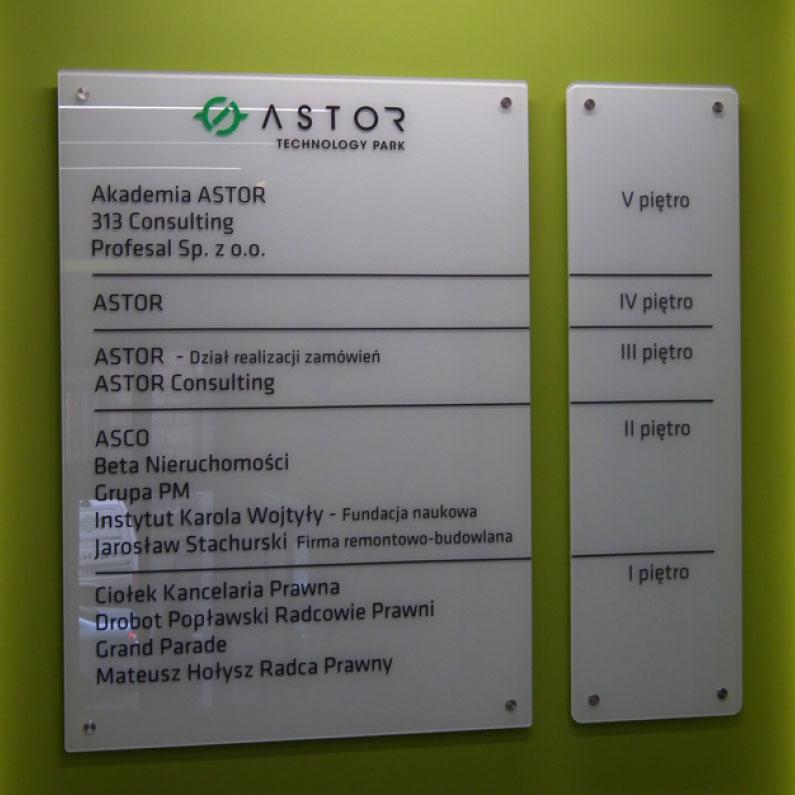 ASTOR
TECHNOLOGY PARK
Akademia ASTOR
313 Consulting
Profesal Sp. z o.o.
V piętro
ASTOR
IV piętro
ASTOR - Dział realizacji zamówień
ASTOR Consulting
III piętro
ASCO
Beta Nieruchomości
Grupa PM
Instytut Karola Wojtyły - Fundacja naukowa
Jarosław Stachurski Firma remontowo-budowlana
II piętro
Ciołek Kancelaria Prawna
Drobot Popławski Radcowie Prawni
Grand Parade
Mateusz Hołysz Radca Prawny
I piętro